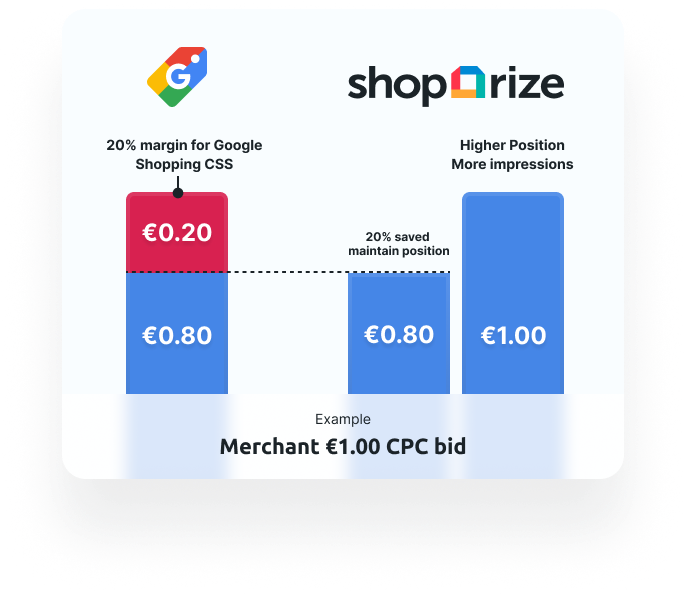 G
shoprize
20% margin for Google
Shopping CSS
Higher Position
More impressions
€0.20
20% saved
maintain position
€0.80
€0.80
€1.00
Example
Merchant €1.00 CPC bid